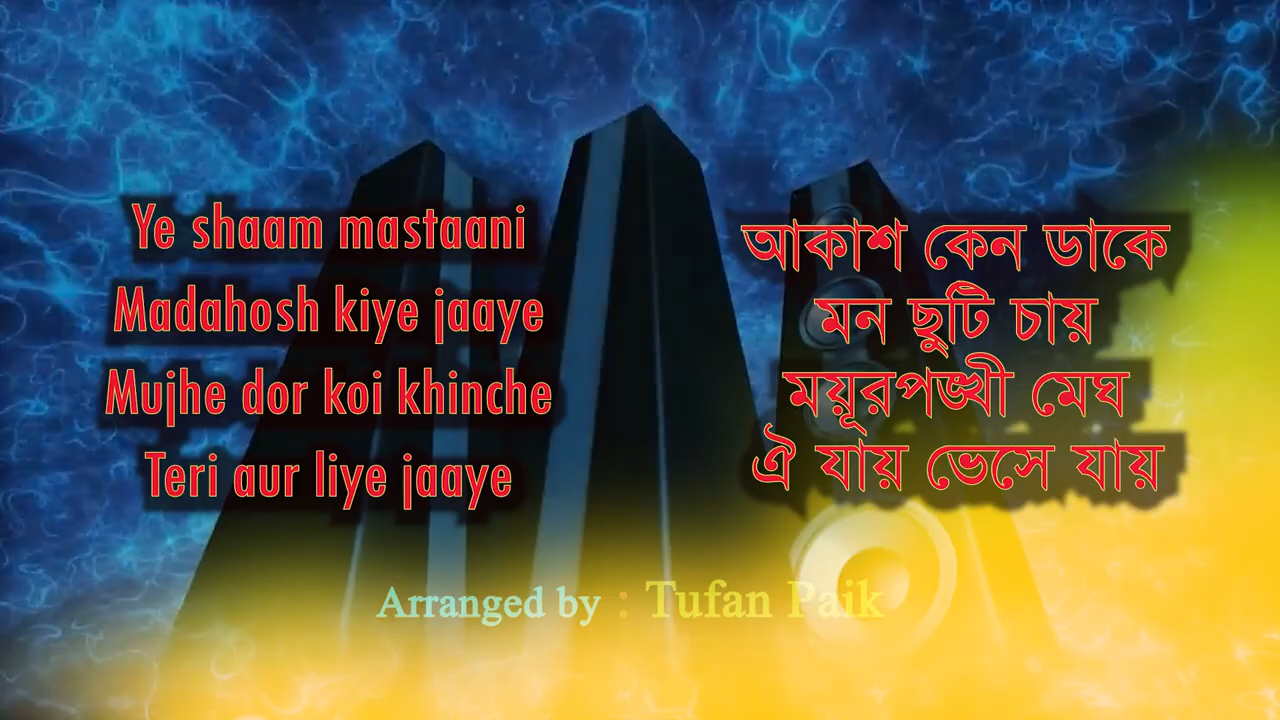 Ye shaam mastaani
Madahosh kiye jaaye
Mujhe dor koi khinche
Teri aur liye jaaye
আকাশ কেন ডাকে
মন ছুটি চায়
ময়ূরপঙ্খী মেঘ
ঐ যায় ভেসে যায়
Arranged by : Tufan Paik